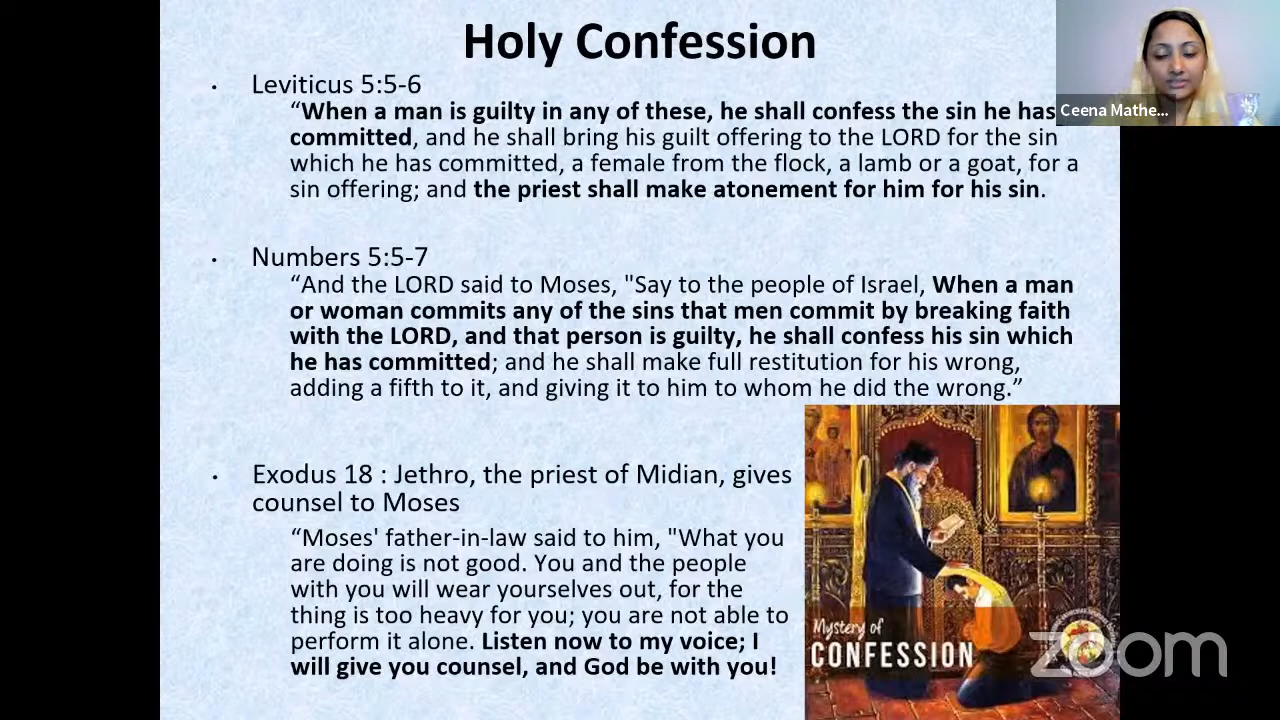 Holy Confession
• Leviticus 5:5-6
“When a man is guilty in any of these, he shall confess the sin he has
committed, and he shall bring his guilt offering to the LORD for the sin
which he has committed, a female from the flock, a lamb or a goat, for a
sin offering; and the priest shall make atonement for him for his sin.
Ceena Mathe...
• Numbers 5:5-7
“And the LORD said to Moses, "Say to the people of Israel, When a man
or woman commits any of the sins that men commit by breaking faith
with the LORD, and that person is guilty, he shall confess his sin which
he has committed; and he shall make full restitution for his wrong,
adding a fifth to it, and giving it to him to whom he did the wrong.”
• Exodus 18 : Jethro, the priest of Midian, gives
counsel to Moses
“Moses' father-in-law said to him, "What you
are doing is not good. You and the people
with you will wear yourselves out, for the
thing is too heavy for you; you are not able to
perform it alone. Listen now to my voice; I
will give you counsel, and God be with you!
Mystery of
CONFESSION
zoom